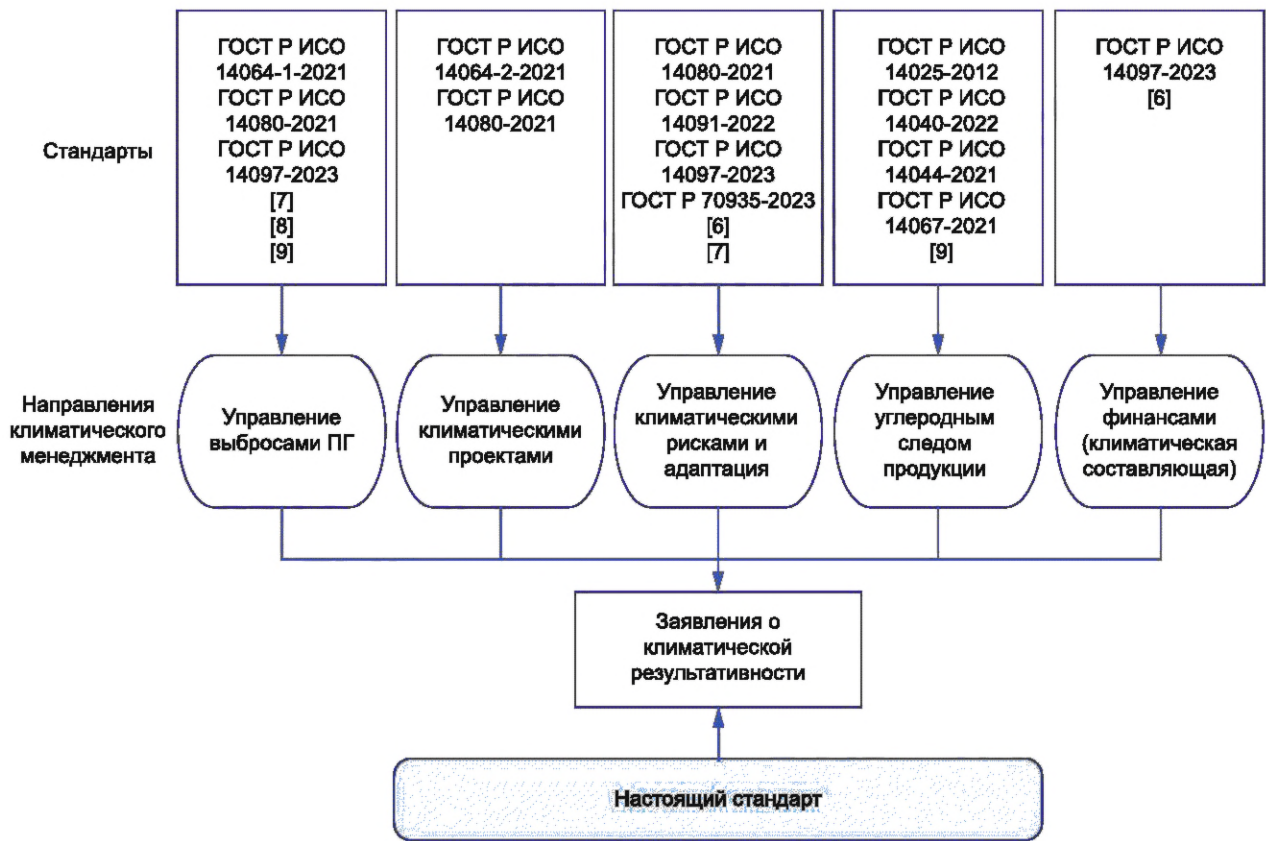 Стандарты
ГОСТ Р ИСО
14064-1-2021
ГОСТ Р ИСО
14080-2021
ГОСТ Р ИСО
14097-2023
[7]
[8]
[9]
ГОСТ Р ИСО
14064-2-2021
ГОСТ Р ИСО
14080-2021
ГОСТ Р ИСО
14080-2021
ГОСТ Р ИСО
14091-2022
ГОСТ Р ИСО
14097-2023
ГОСТ Р 70935-2023
[6]
[7]
ГОСТ Р ИСО
14025-2012
ГОСТ Р ИСО
14040-2022
ГОСТ Р ИСО
14044-2021
ГОСТ Р ИСО
14067-2021
[9]
ГОСТ Р ИСО
14097-2023
[6]
Направления
климатического
менеджмента
Управление
выбросами ПГ
Управление
климатическими
проектами
Управление
климатическими
рисками и
адаптация
Управление
углеродным
следом
продукции
Управление
финансами
(климатическая
составляющая)
Заявления о
климатической
результативности
Настоящий стандарт